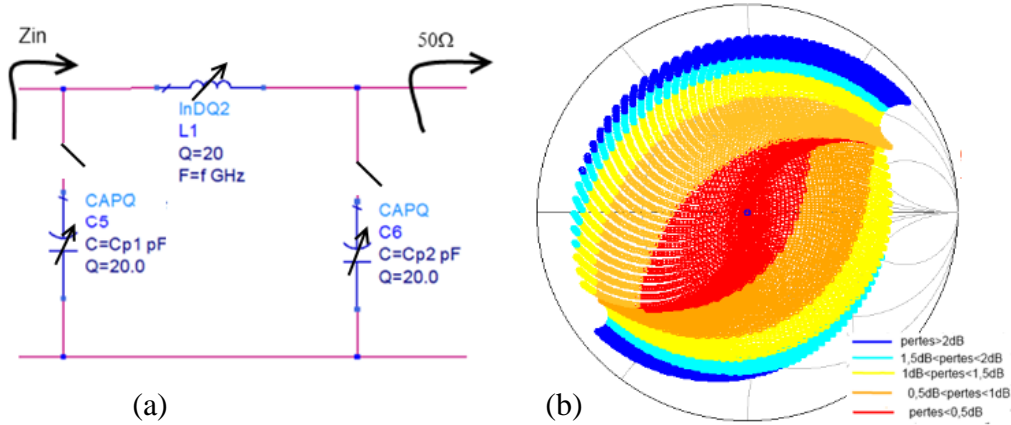 Zin
50Ω
InDQ2
L1
Q=20
F=f GHz
CAPQ
C5
C=Cp1 pF
Q=20.0
CAPQ
C6
C=Cp2 pF
Q=20.0
(a)
(b)
pertes>2dB
1,5dB<pertes<2dB
1dB<pertes<1,5dB
0,5dB<pertes<1dB
pertes<0,5dB